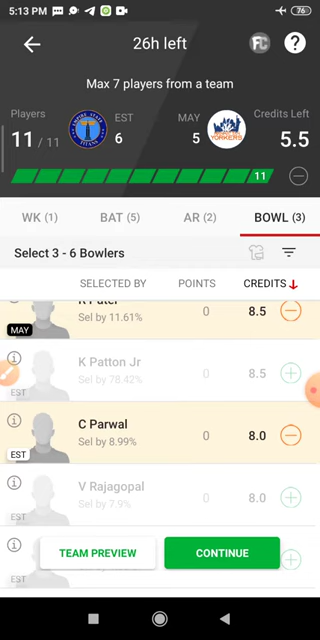 5:13 PM
76
26h left
FC
?
Max 7 players from a team
Players
11 / 11
EST
6
MAY
5
YORKERS
Credits Left
5.5
11
WK (1)
BAT (5)
AR (2)
BOWL (3)
Select 3 - 6 Bowlers
SELECTED BY
POINTS
CREDITS
R Patel
Sel by 11.61%
0
8.5
MAY
K Patton Jr
Sel by 78.42%
0
8.5
EST
C Parwal
Sel by 8.99%
0
8.0
EST
V Rajagopal
Sel by 7.9%
0
8.0
EST
TEAM PREVIEW
CONTINUE
EST